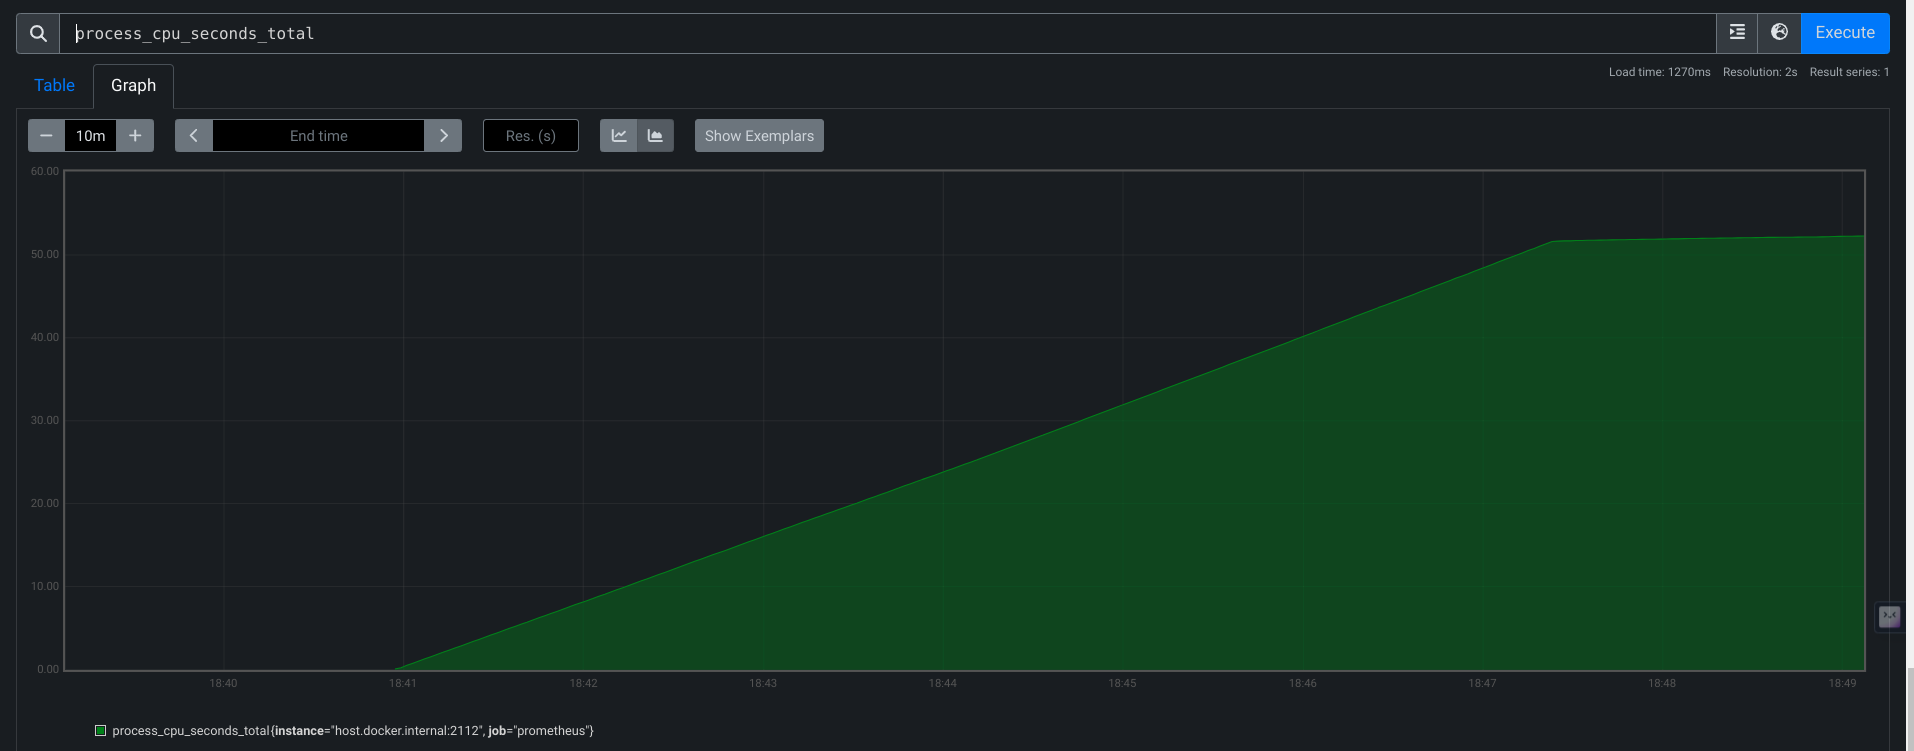 process_cpu_seconds_total
Execute
Table
Graph
Load time: 1270ms Resolution: 2s Result series: 1
10m
End time
Res. (s)
Show Exemplars
60.00
50.00
40.00
30.00
20.00
10.00
0.00
18:40 18:41 18:42 18:43 18:44 18:45 18:46 18:47 18:48 18:49
process_cpu_seconds_total{instance="host.docker.internal:2112", job="prometheus"}